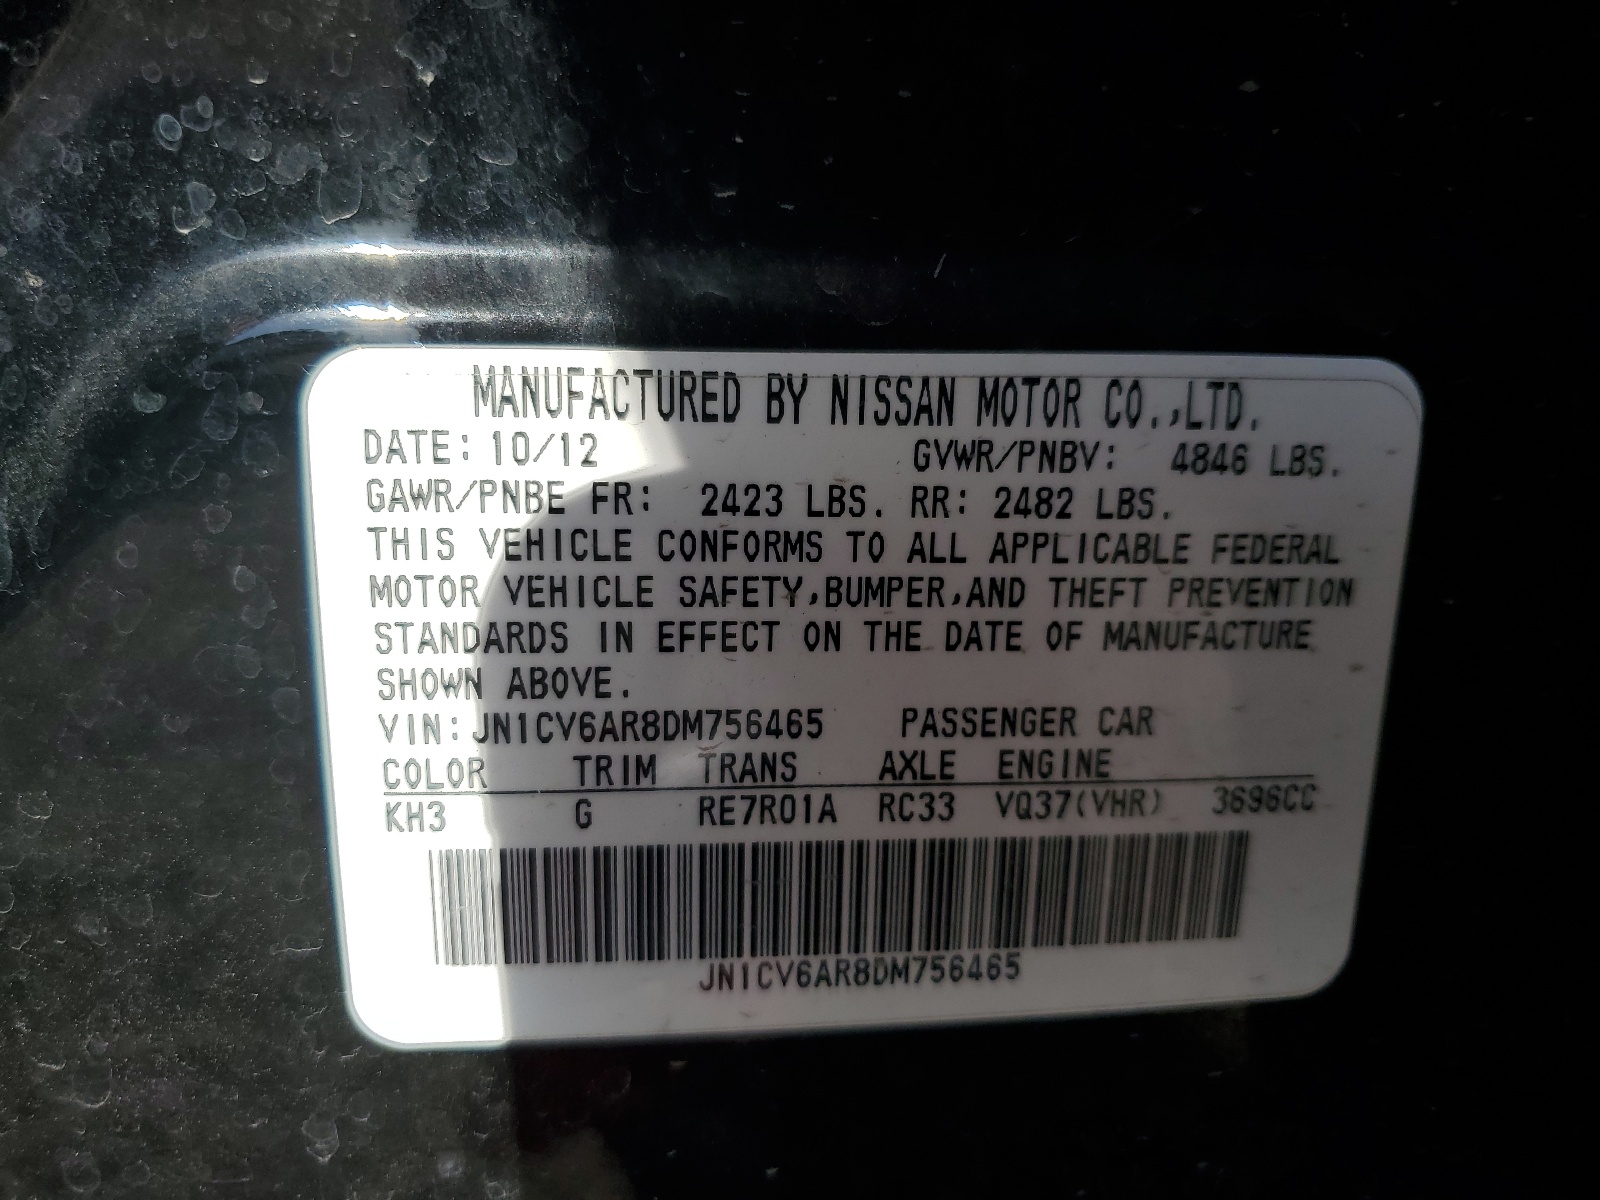 MANUFACTURED BY NISSAN MOTOR CO.,LTD.
DATE: 10/12 GVWR/PNBV: 4846 LBS.
GAWR/PNBE FR: 2423 LBS. RR: 2482 LBS.
THIS VEHICLE CONFORMS TO ALL APPLICABLE FEDERAL
MOTOR VEHICLE SAFETY,BUMPER,AND THEFT PREVENTION
STANDARDS IN EFFECT ON THE DATE OF MANUFACTURE
SHOWN ABOVE.
VIN: JN1CV6AR8DM756465 PASSENGER CAR
COLOR TRIM TRANS AXLE ENGINE
KH3 G RE7R01A RC33 VQ37(VHR) 3696CC
JN1CV6AR8DM756465